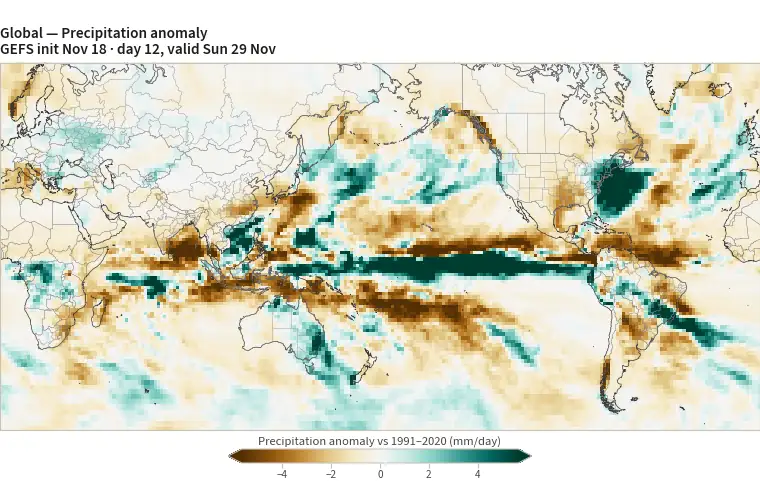 Global — Precipitation anomaly
GEFS init Nov 18 · day 12, valid Sun 29 Nov
Precipitation anomaly vs 1991–2020 (mm/day)
−4 −2 0 2 4